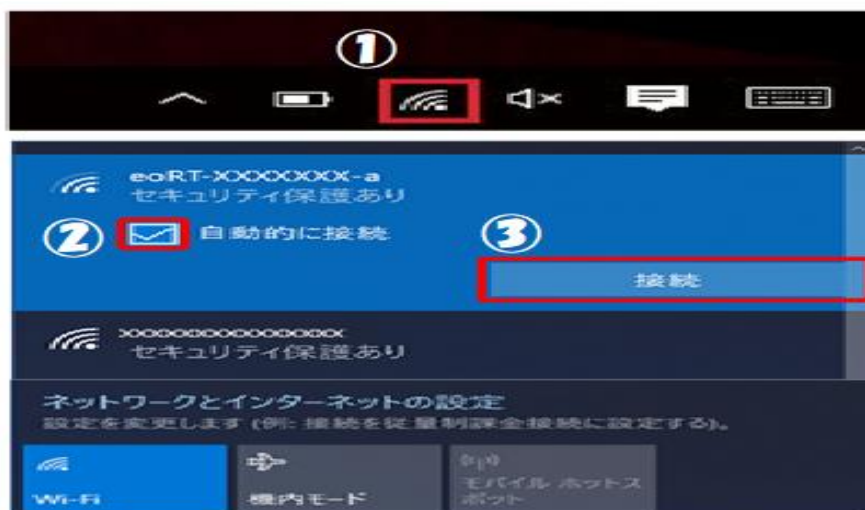 ①
eoRT-XXXXXXX-a
セキュリティ保護あり
② 自動的に接続
③
接続
xxxxxxxxxxxxxxx
セキュリティ保護あり
ネットワークとインターネットの設定
設定を変更します (例: 接続を従量制課金接続に設定する)。
Wi-Fi
機内モード
モバイル ホットス
ポット